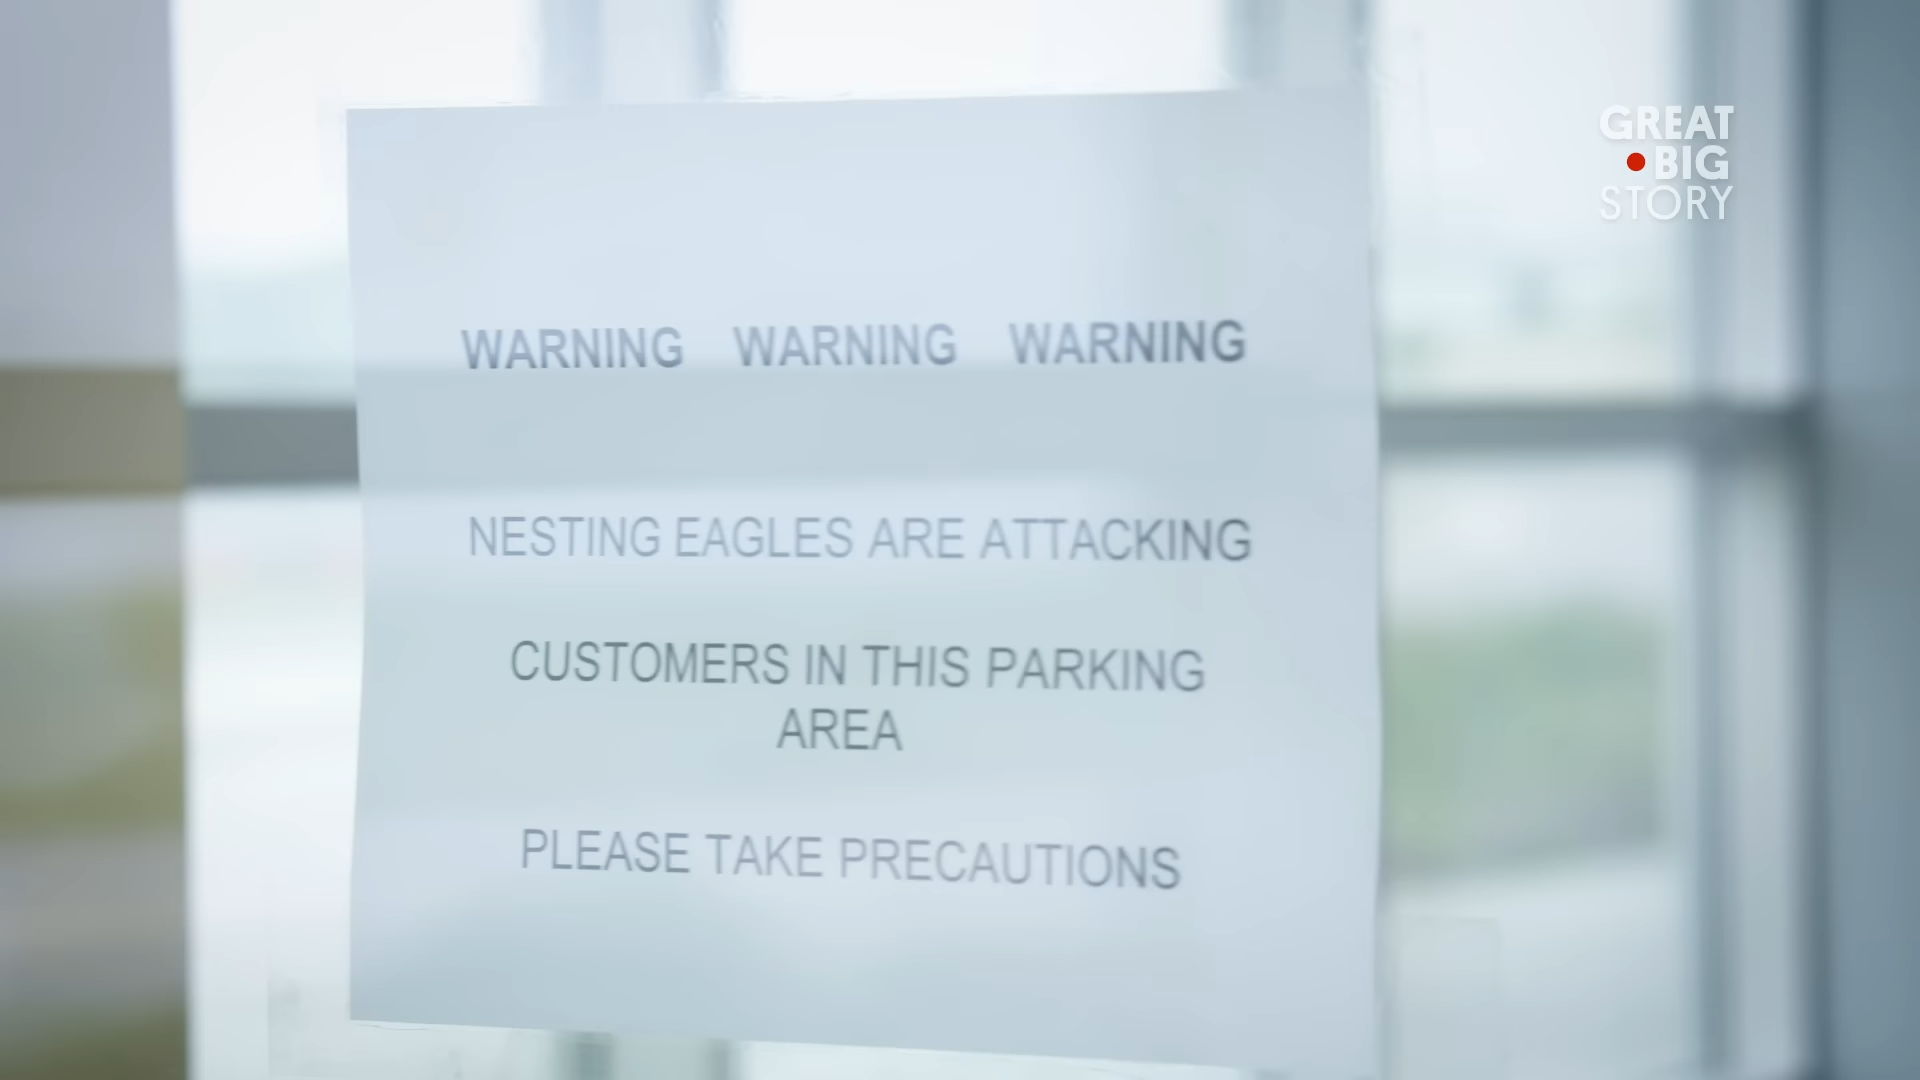 GREAT
BIG
STORY
WARNING WARNING WARNING
NESTING EAGLES ARE ATTACKING
CUSTOMERS IN THIS PARKING
AREA
PLEASE TAKE PRECAUTIONS